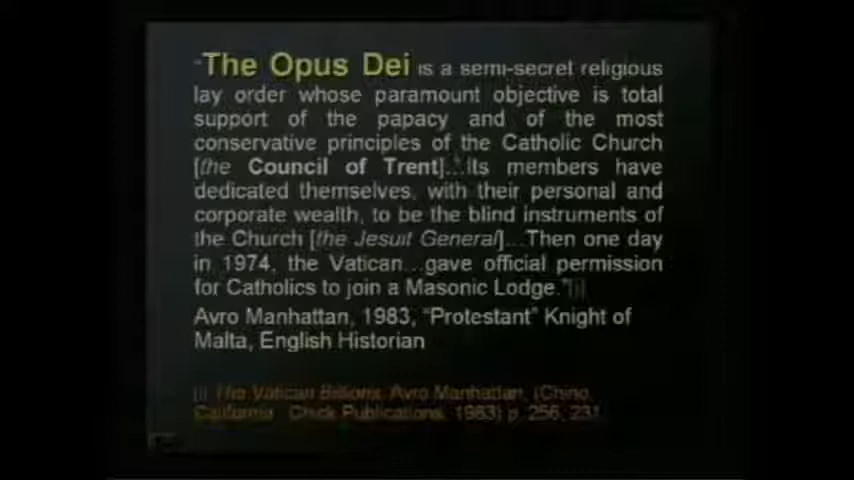 "The Opus Dei is a semi-secret religious
lay order whose paramount objective is total
support of the papacy and of the most
conservative principles of the Catholic Church
[the Council of Trent]...Its members have
dedicated themselves, with their personal and
corporate wealth, to be the blind instruments of
the Church [the Jesuit General]...Then one day
in 1974, the Vatican...gave official permission
for Catholics to join a Masonic Lodge."[i]
Avro Manhattan, 1983, "Protestant" Knight of
Malta, English Historian
[i] The Vatican Billions, Avro Manhattan, (Chino,
California: Chick Publications, 1983) p. 256, 231.